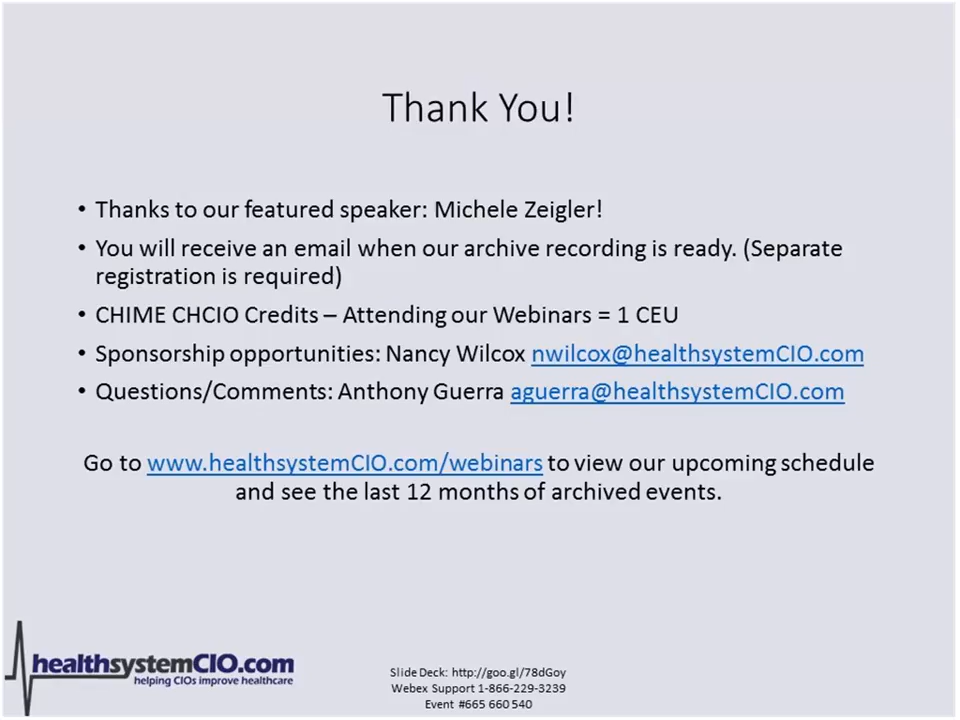 Thank You!
• Thanks to our featured speaker: Michele Zeigler!
• You will receive an email when our archive recording is ready. (Separate
registration is required)
• CHIME CHCIO Credits – Attending our Webinars = 1 CEU
• Sponsorship opportunities: Nancy Wilcox nwilcox@healthsystemCIO.com
• Questions/Comments: Anthony Guerra aguerra@healthsystemCIO.com
Go to www.healthsystemCIO.com/webinars to view our upcoming schedule
and see the last 12 months of archived events.
healthsystemCIO.com
helping CIOs improve healthcare
Slide Deck: http://goo.gl/78dGoy
Webex Support 1-866-229-3239
Event #665 660 540